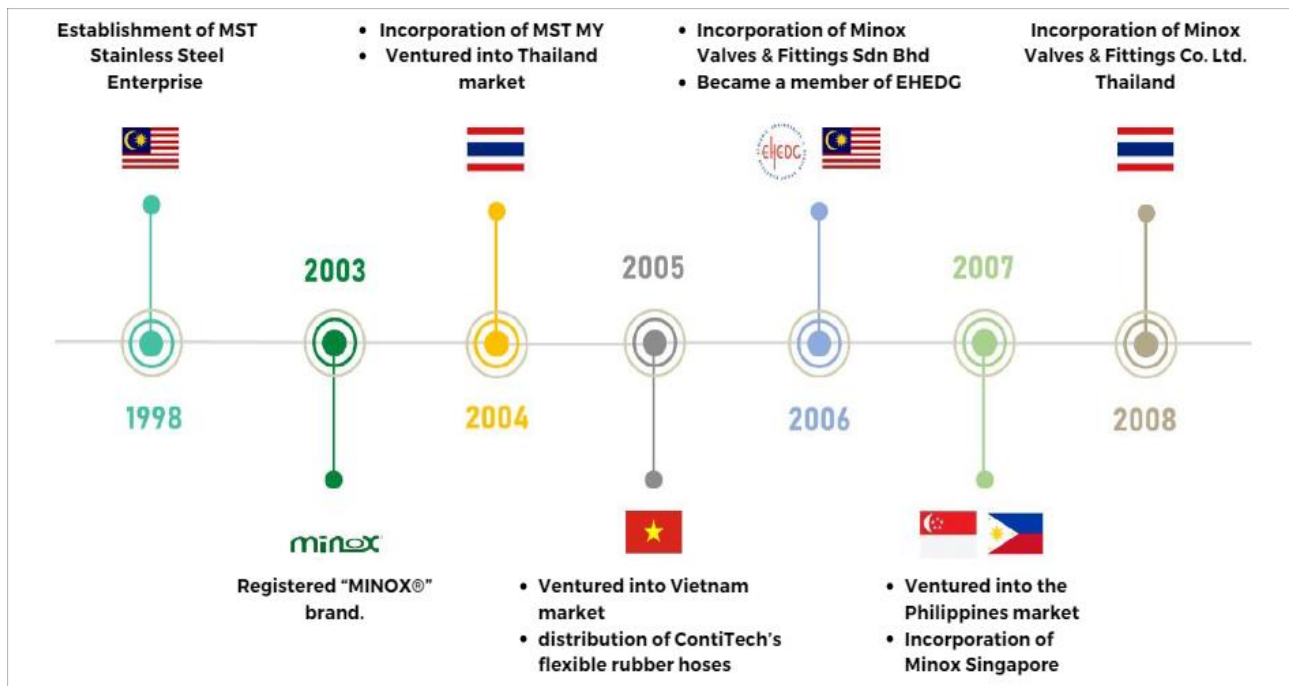 Establishment of MST
Stainless Steel
Enterprise
• Incorporation of MST MY
• Ventured into Thailand
market
• Incorporation of Minox
Valves & Fittings Sdn Bhd
• Became a member of EHEDG
Incorporation of Minox
Valves & Fittings Co. Ltd.
Thailand
EHEDG
2003
2005
2007
1998
2004
2006
2008
minox
Registered “MINOX®”
brand.
• Ventured into Vietnam
market
• distribution of ContiTech’s
flexible rubber hoses
• Ventured into the
Philippines market
• Incorporation of
Minox Singapore